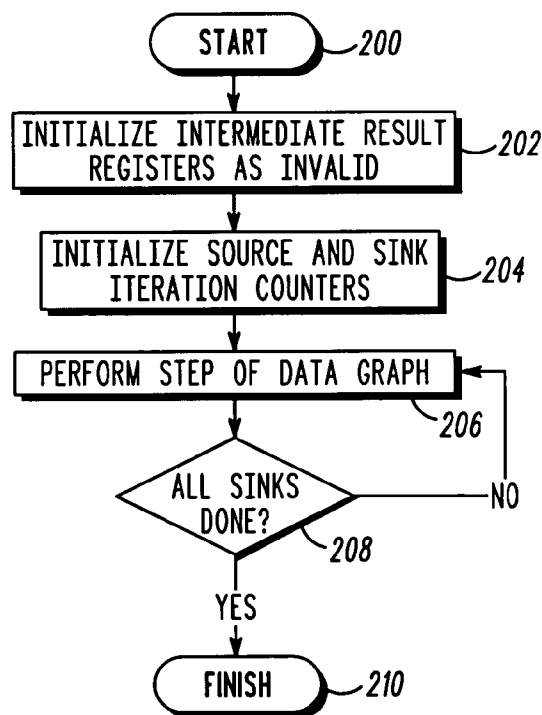 START
200
INITIALIZE INTERMEDIATE RESULT
REGISTERS AS INVALID
202
INITIALIZE SOURCE AND SINK
ITERATION COUNTERS
204
PERFORM STEP OF DATA GRAPH
206
ALL SINKS
DONE?
NO
208
YES
FINISH
210